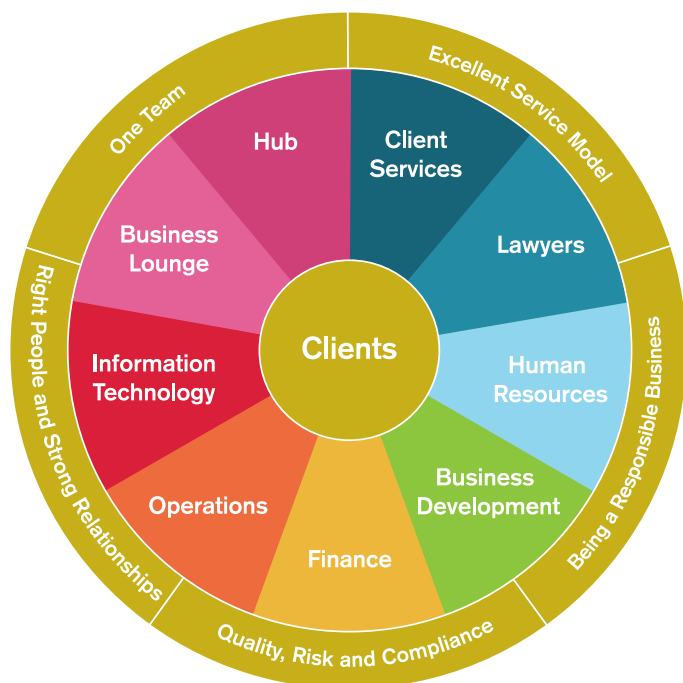 One Team
Excellent Service Model
Being a Responsible Business
Quality, Risk and Compliance
Right People and Strong Relationships
Hub
Client
Services
Lawyers
Human
Resources
Business
Development
Finance
Operations
Information
Technology
Business
Lounge
Clients